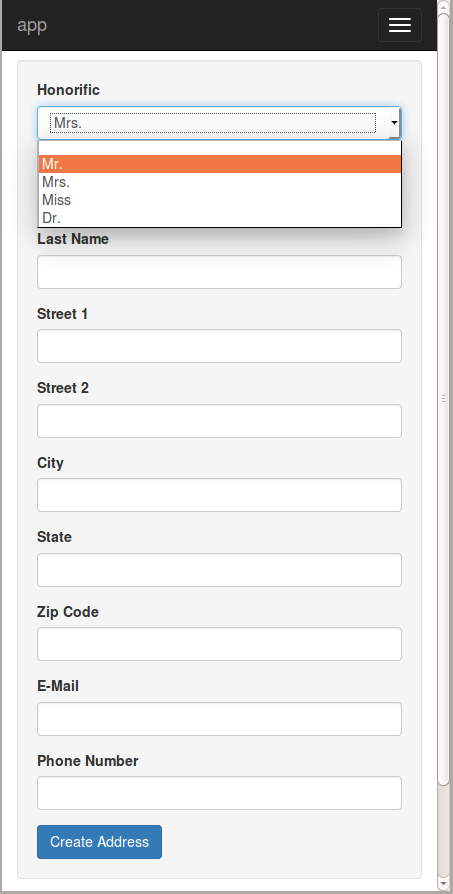 app
Honorific
Mrs.
Mr.
Mrs.
Miss
Dr.
Last Name
Street 1
Street 2
City
State
Zip Code
E-Mail
Phone Number
Create Address